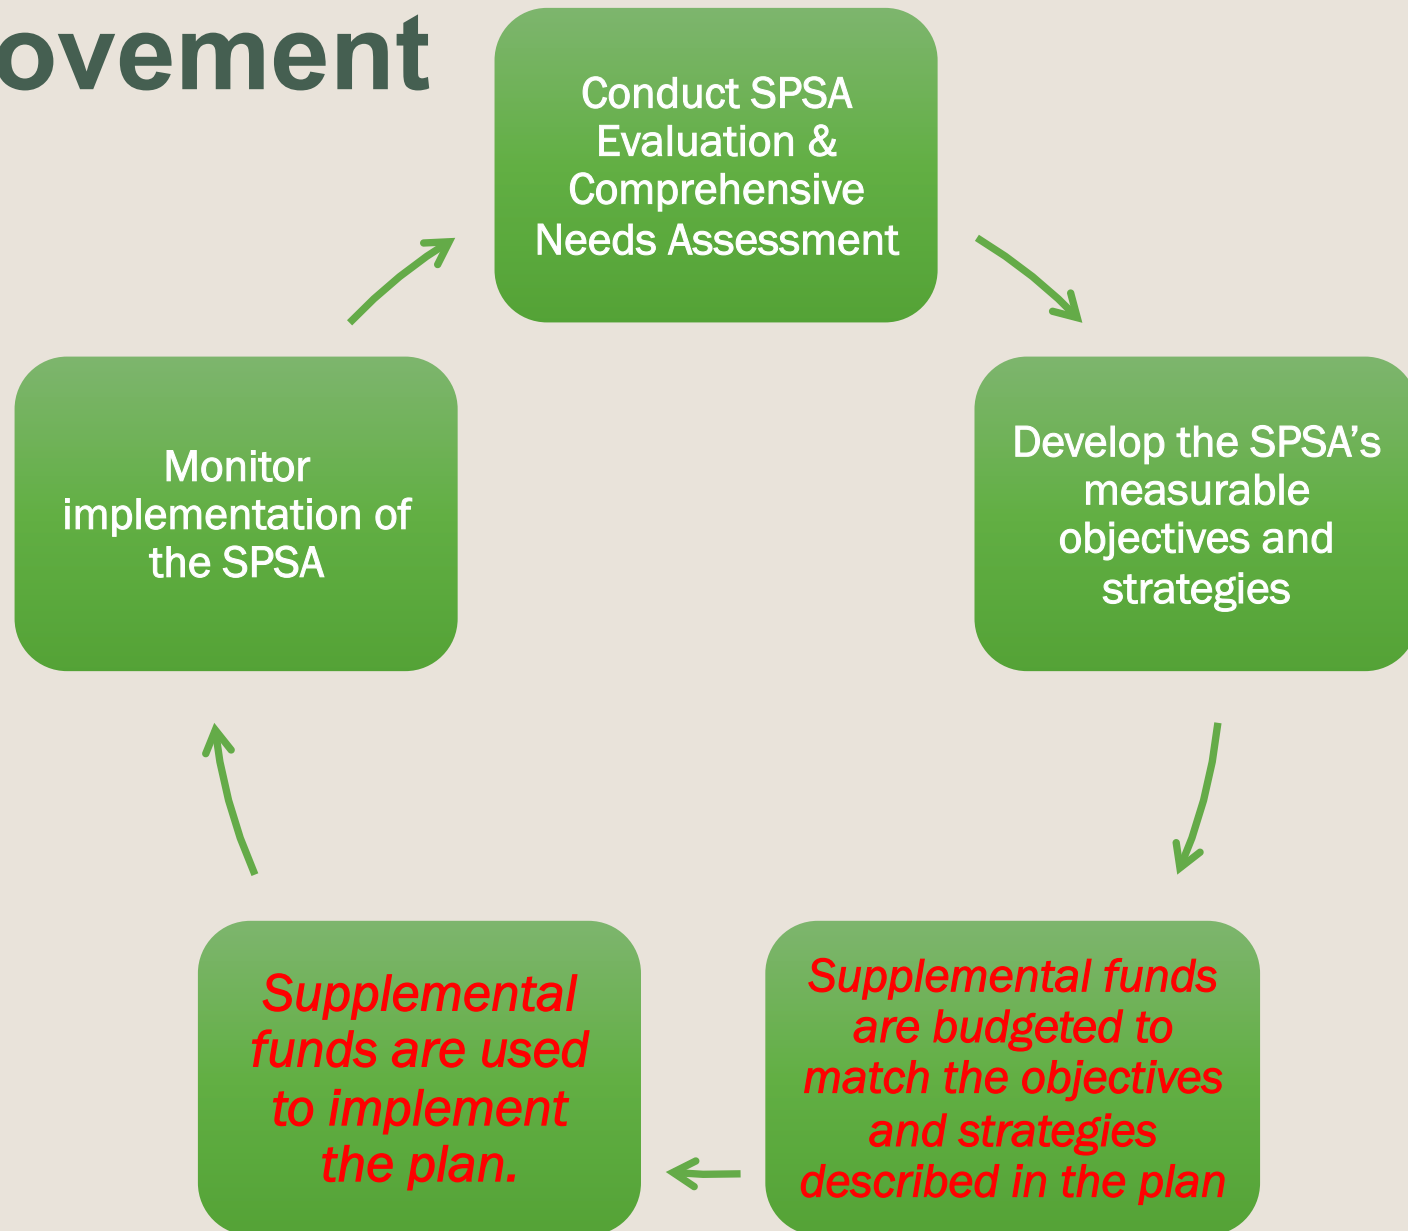 ovement
Conduct SPSA
Evaluation &
Comprehensive
Needs Assessment
Develop the SPSA’s
measurable
objectives and
strategies
Supplemental funds
are budgeted to
match the objectives
and strategies
described in the plan
Supplemental
funds are used
to implement
the plan.
Monitor
implementation of
the SPSA